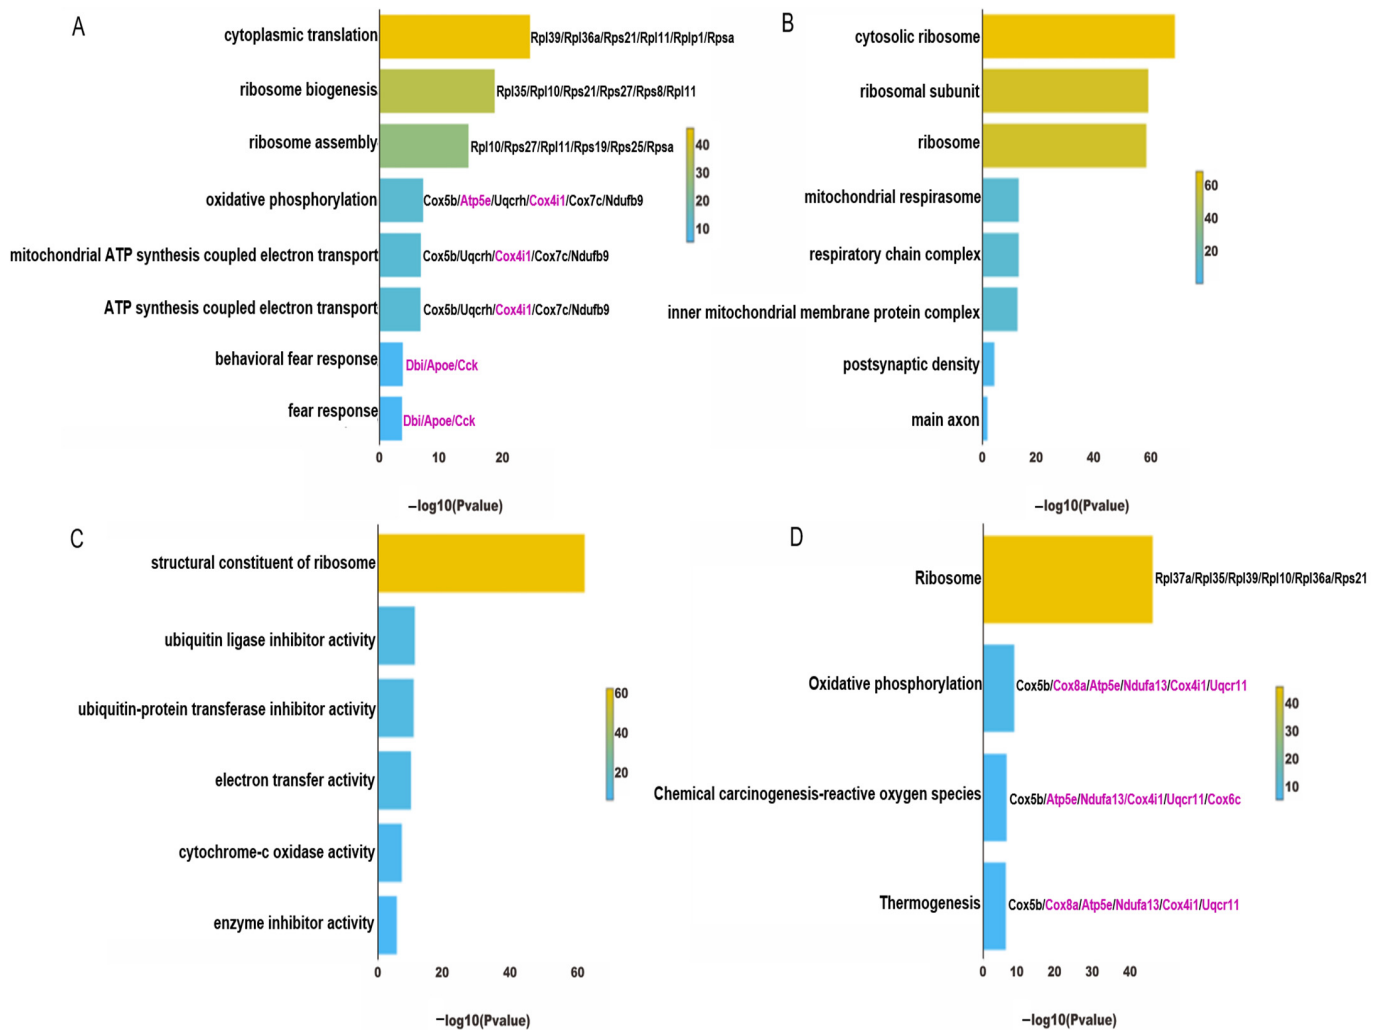 A
cytoplasmic translation Rpl39/Rpl36a/Rps21/Rpl11/Rplp1/Rpsa
ribosome biogenesis Rpl35/Rpl10/Rps21/Rps27/Rps8/Rpl11
ribosome assembly Rpl10/Rps27/Rpl11/Rps19/Rps25/Rpsa
oxidative phosphorylation Cox5b/Atp5e/Uqcrh/Cox4i1/Cox7c/Ndufb9
mitochondrial ATP synthesis coupled electron transport Cox5b/Uqcrh/Cox4i1/Cox7c/Ndufb9
ATP synthesis coupled electron transport Cox5b/Uqcrh/Cox4i1/Cox7c/Ndufb9
behavioral fear response Dbi/Apoe/Cck
fear response Dbi/Apoe/Cck
40
30
20
10
0 10 20
−log10(Pvalue)
B
cytosolic ribosome
ribosomal subunit
ribosome
mitochondrial respirasome
respiratory chain complex
inner mitochondrial membrane protein complex
postsynaptic density
main axon
60
40
20
0 20 40 60
−log10(Pvalue)
C
structural constituent of ribosome
ubiquitin ligase inhibitor activity
ubiquitin-protein transferase inhibitor activity
electron transfer activity
cytochrome-c oxidase activity
enzyme inhibitor activity
60
40
20
0 20 40 60
−log10(Pvalue)
D
Ribosome Rpl37a/Rpl35/Rpl39/Rpl10/Rpl36a/Rps21
Oxidative phosphorylation Cox5b/Cox8a/Atp5e/Ndufa13/Cox4i1/Uqcr11
Chemical carcinogenesis-reactive oxygen species Cox5b/Atp5e/Ndufa13/Cox4i1/Uqcr11/Cox6c
Thermogenesis Cox5b/Cox8a/Atp5e/Ndufa13/Cox4i1/Uqcr11
40
30
20
10
0 10 20 30 40
−log10(Pvalue)